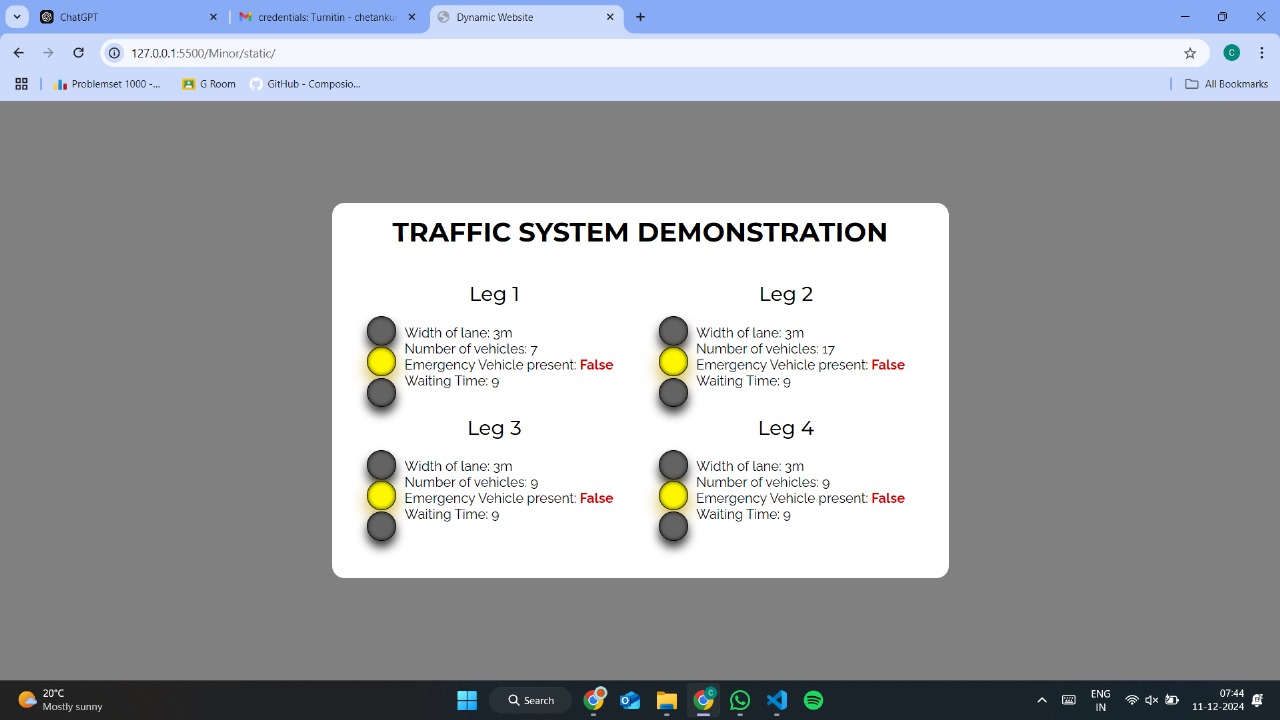 ChatGPT
credentials: Turnitin - chetanku
Dynamic Website
127.0.0.1:5500/Minor/static/
C
Problemset 1000 -...
G Room
GitHub - Composio...
All Bookmarks
TRAFFIC SYSTEM DEMONSTRATION
Leg 1
Width of lane: 3m
Number of vehicles: 7
Emergency Vehicle present: False
Waiting Time: 9
Leg 2
Width of lane: 3m
Number of vehicles: 17
Emergency Vehicle present: False
Waiting Time: 9
Leg 3
Width of lane: 3m
Number of vehicles: 9
Emergency Vehicle present: False
Waiting Time: 9
Leg 4
Width of lane: 3m
Number of vehicles: 9
Emergency Vehicle present: False
Waiting Time: 9
20°C
Mostly sunny
Search
ENG
IN
07:44
11-12-2024